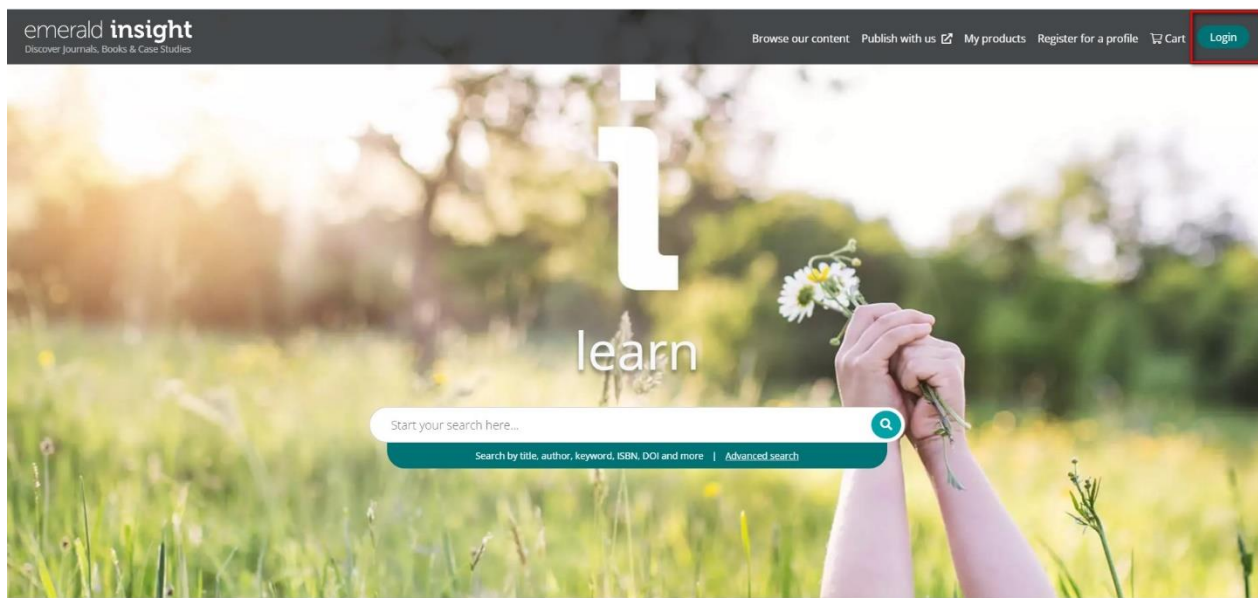 emerald insight
Discover Journals, Books & Case Studies
Browse our content Publish with us My products Register for a profile Cart Login
i
learn
Start your search here...
Search by title, author, keyword, ISBN, DOI and more | Advanced search